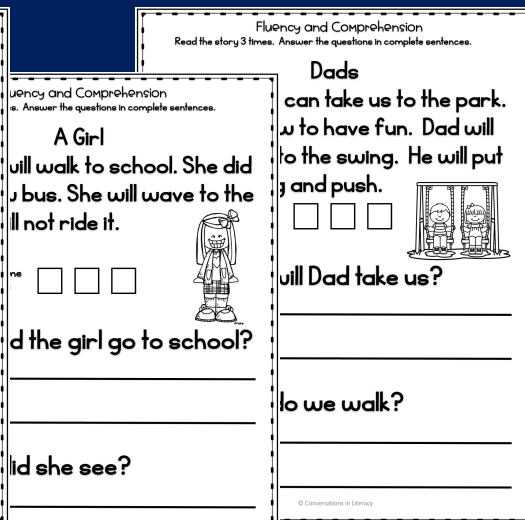 Fluency and Comprehension
Read the story 3 times. Answer the questions in complete sentences.
Dads
can take us to the park.
to have fun. Dad will
to the swing. He will put
and push.
will Dad take us?
do we walk?
© Conversations in Literacy
and Comprehension
Answer the questions in complete sentences.
A Girl
will walk to school. She did
bus. She will wave to the
not ride it.
the girl go to school?
did she see?